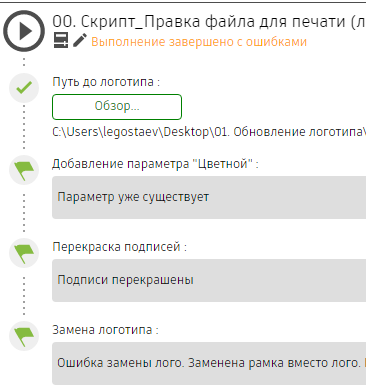 00. Скрипт_Правка файла для печати (л
Выполнение завершено с ошибками
Путь до логотипа :
Обзор...
C:\Users\legostaev\Desktop\01. Обновление логотипа\
Добавление параметра "Цветной" :
Параметр уже существует
Перекраска подписей :
Подписи перекрашены
Замена логотипа :
Ошибка замены лого. Заменена рамка вместо лого.